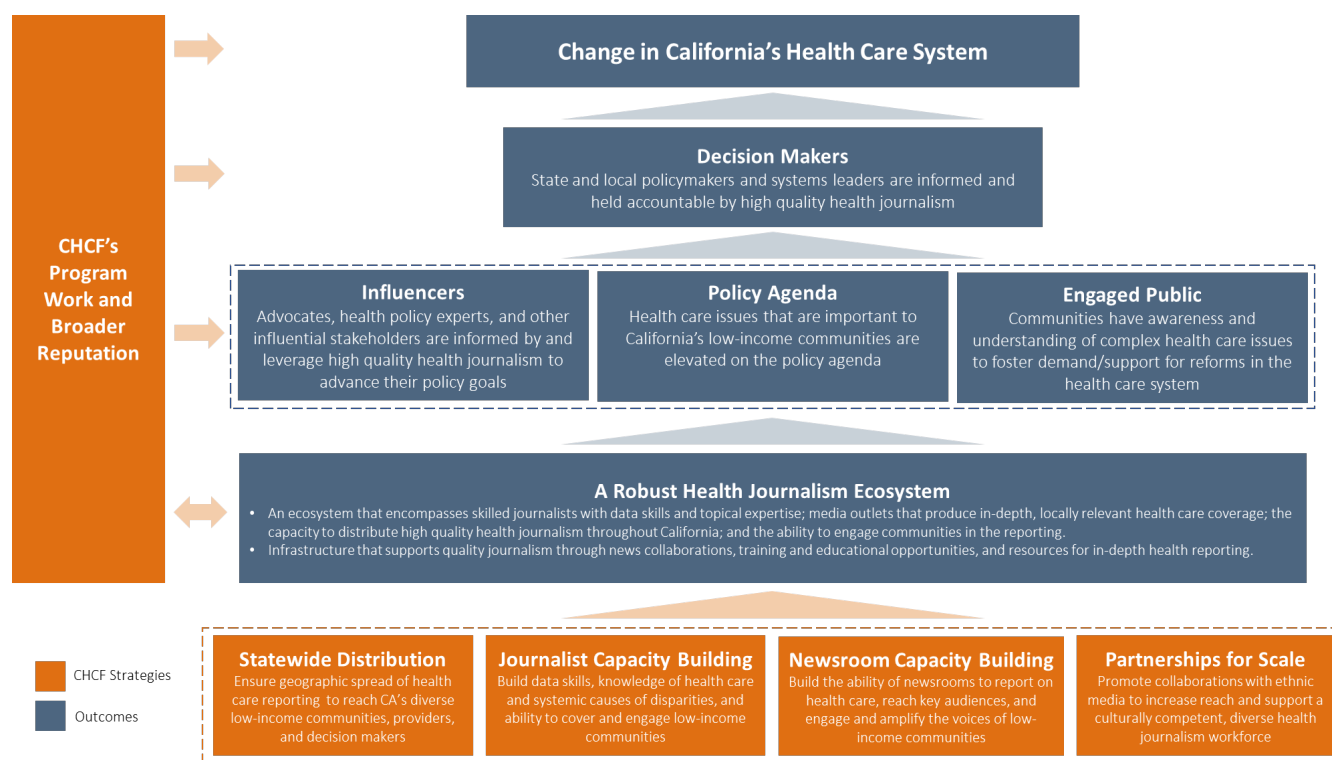 Change in California's Health Care System
Decision Makers
State and local policymakers and systems leaders are informed and
held accountable by high quality health journalism
CHCF's
Program
Work and
Broader
Reputation
Influencers
Advocates, health policy experts, and other
influential stakeholders are informed by and
leverage high quality health journalism to
advance their policy goals
Policy Agenda
Health care issues that are important to
California's low-income communities are
elevated on the policy agenda
Engaged Public
Communities have awareness and
understanding of complex health care issues
to foster demand/support for reforms in the
health care system
A Robust Health Journalism Ecosystem
• An ecosystem that encompasses skilled journalists with data skills and topical expertise; media outlets that produce in-depth, locally relevant health care coverage; the
capacity to distribute high quality health journalism throughout California; and the ability to engage communities in the reporting.
• Infrastructure that supports quality journalism through news collaborations, training and educational opportunities, and resources for in-depth health reporting.
CHCF Strategies
Outcomes
Statewide Distribution
Ensure geographic spread of health
care reporting to reach CA's diverse
low-income communities, providers,
and decision makers
Journalist Capacity Building
Build data skills, knowledge of health care
and systemic causes of disparities, and
ability to cover and engage low-income
communities
Newsroom Capacity Building
Build the ability of newsrooms to report on
health care, reach key audiences, and
engage and amplify the voices of low-
income communities
Partnerships for Scale
Promote collaborations with ethnic
media to increase reach and support a
culturally competent, diverse health
journalism workforce